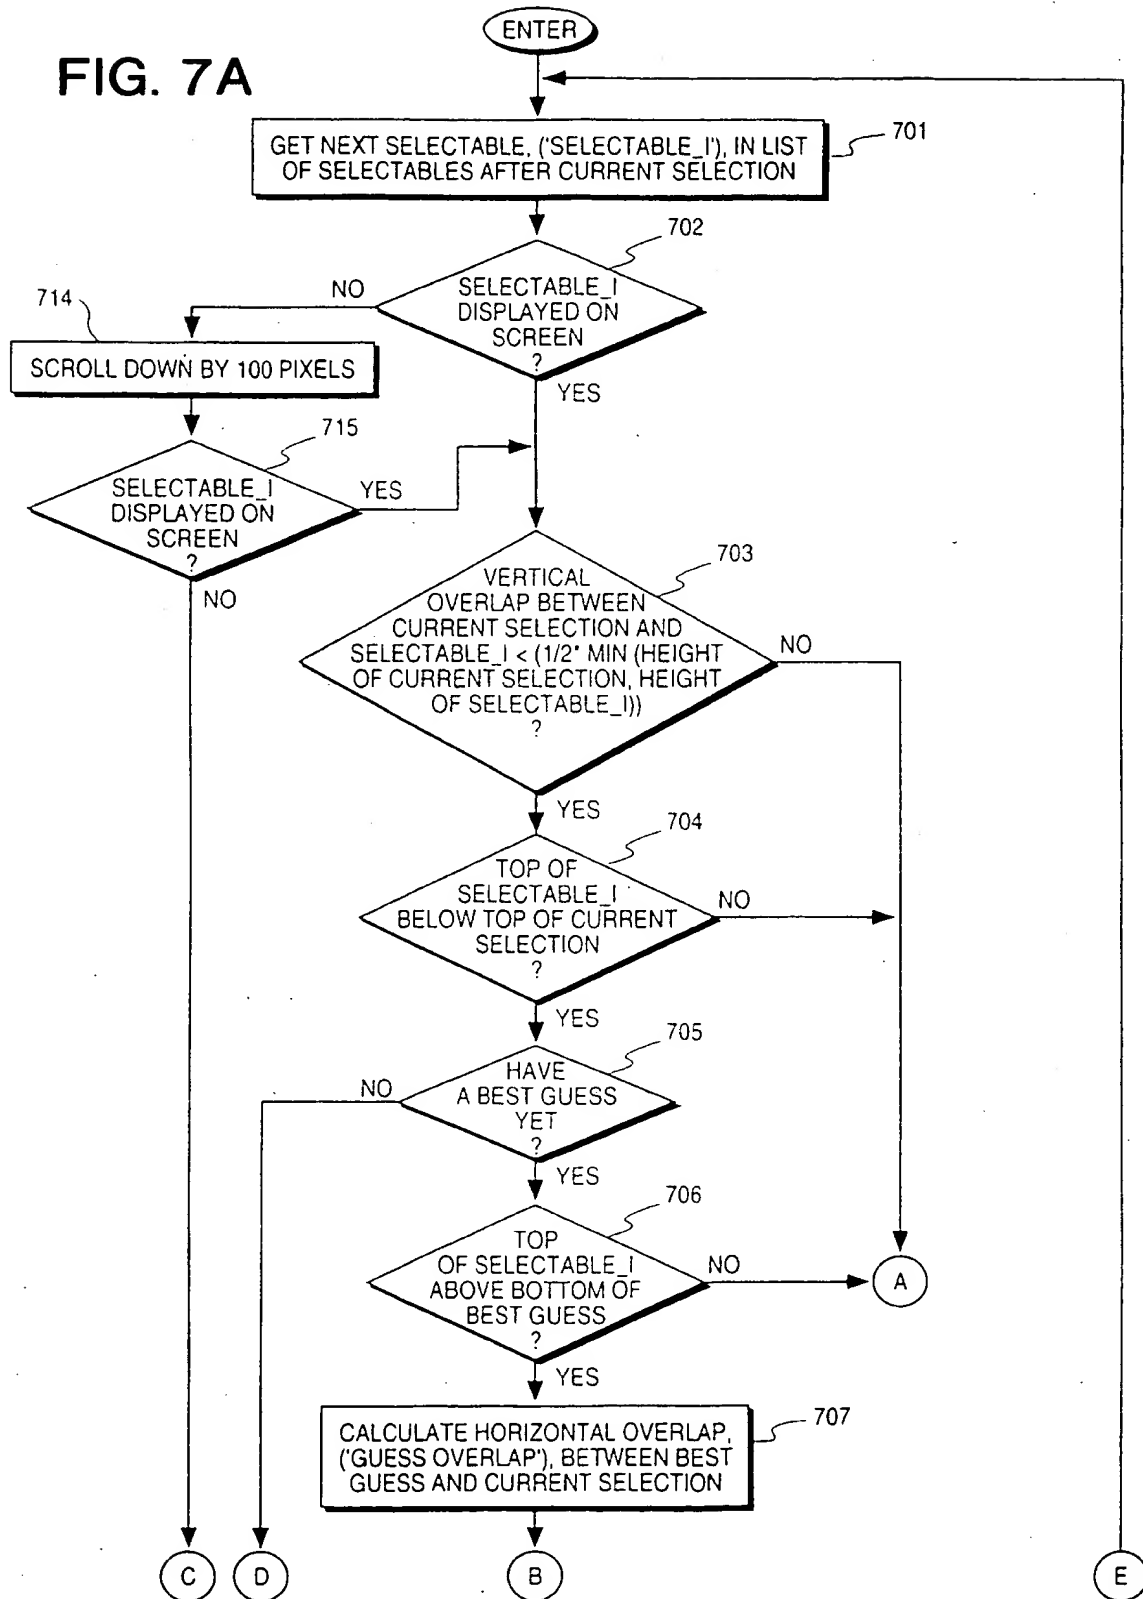 ENTER
FIG. 7A
GET NEXT SELECTABLE, ('SELECTABLE_I'), IN LIST
OF SELECTABLES AFTER CURRENT SELECTION
701
702
SELECTABLE_I
DISPLAYED ON
SCREEN
?
NO
YES
714
SCROLL DOWN BY 100 PIXELS
715
SELECTABLE_I
DISPLAYED ON
SCREEN
?
YES
NO
703
VERTICAL
OVERLAP BETWEEN
CURRENT SELECTION AND
SELECTABLE_I < (1/2* MIN (HEIGHT
OF CURRENT SELECTION, HEIGHT
OF SELECTABLE_I))
?
NO
YES
704
TOP OF
SELECTABLE_I
BELOW TOP OF CURRENT
SELECTION
?
NO
YES
705
HAVE
A BEST GUESS
YET
?
NO
YES
706
TOP
OF SELECTABLE_I
ABOVE BOTTOM OF
BEST GUESS
?
NO
A
YES
CALCULATE HORIZONTAL OVERLAP,
('GUESS OVERLAP'), BETWEEN BEST
GUESS AND CURRENT SELECTION
707
C
D
B
E